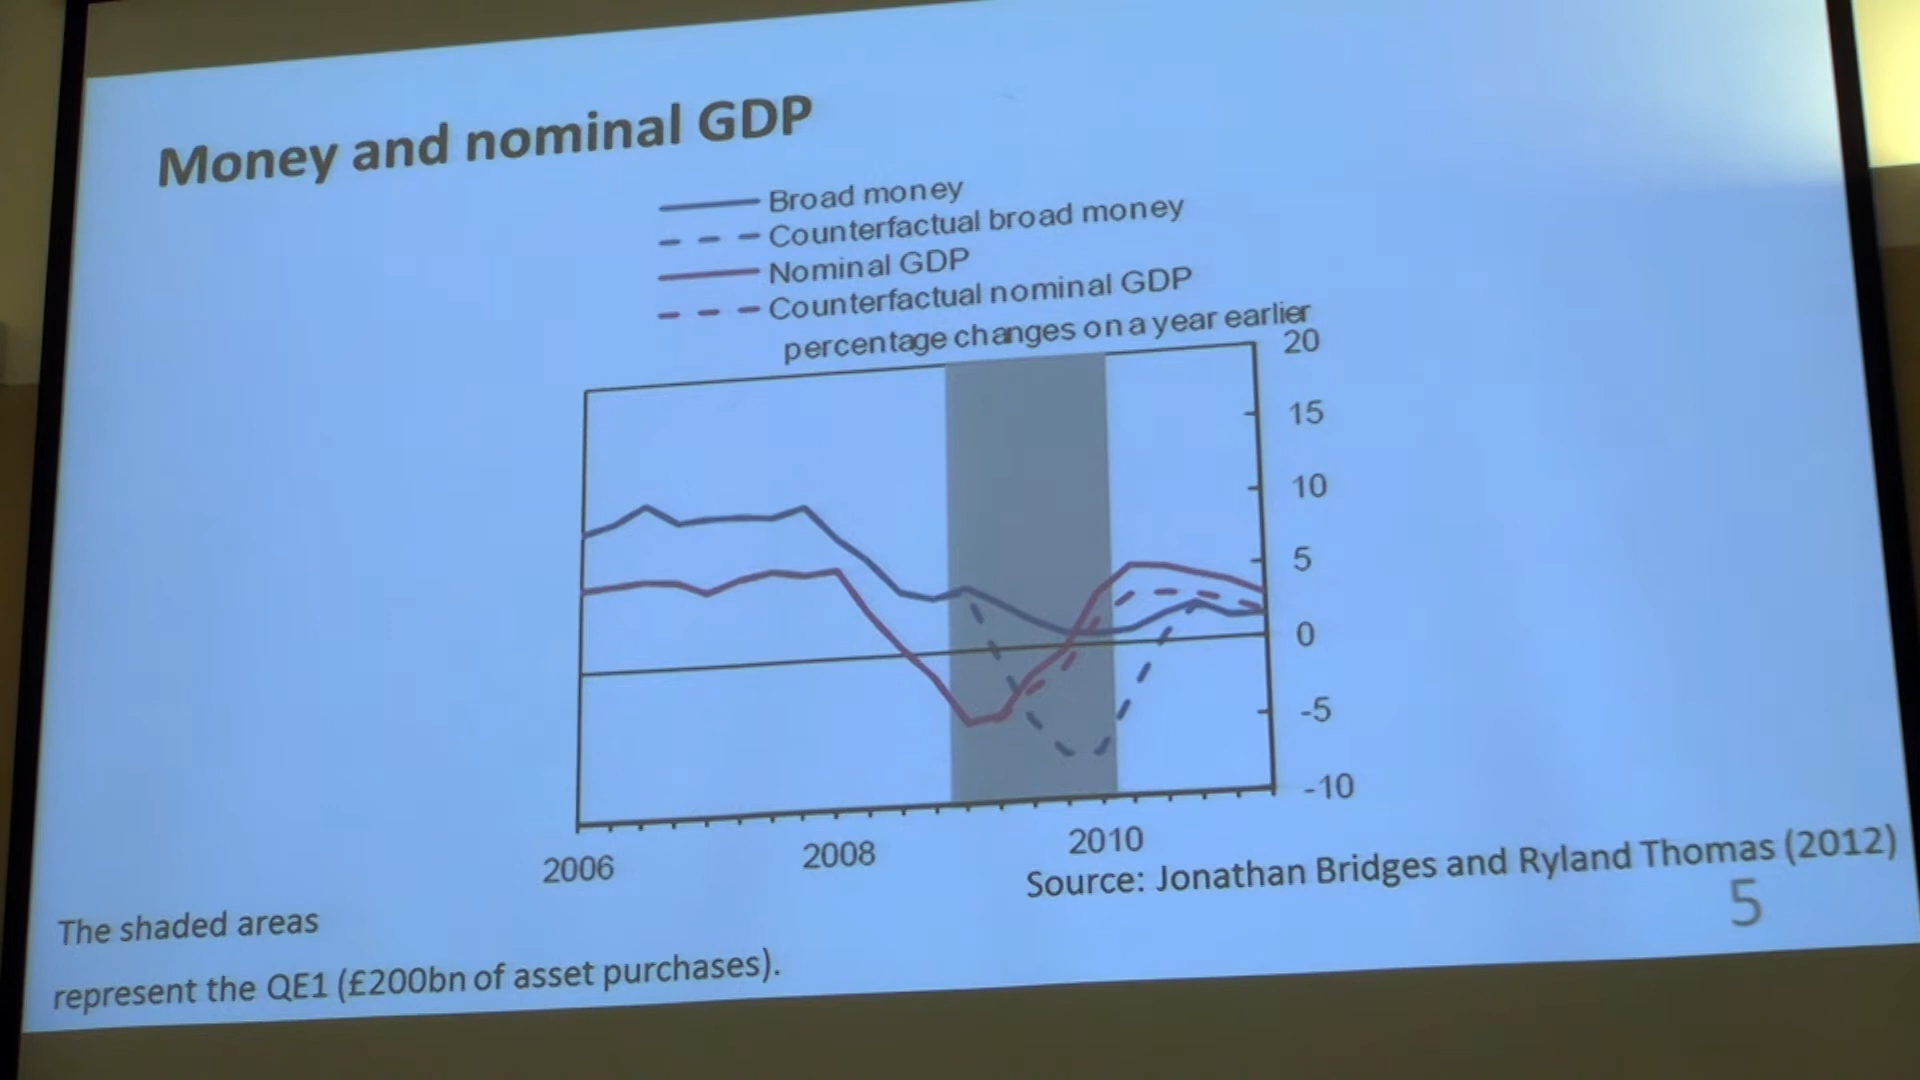 Money and nominal GDP
Broad money
Counterfactual broad money
Nominal GDP
Counterfactual nominal GDP
percentage changes on a year earlier
20
15
10
5
0
-5
-10
2006
2008
2010
Source: Jonathan Bridges and Ryland Thomas (2012)
5
The shaded areas
represent the QE1 (£200bn of asset purchases).